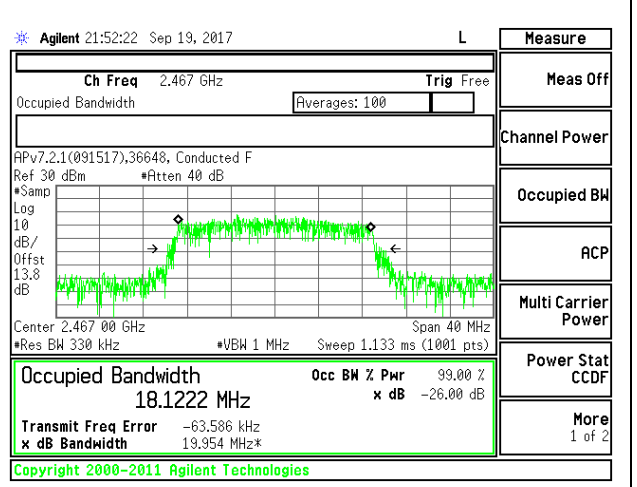 Agilent 21:52:22 Sep 19, 2017 L Measure
Ch Freq 2.467 GHz Trig Free
Meas Off
Occupied Bandwidth Averages: 100
Channel Power
APv7.2.1(091517),36648, Conducted F
Ref 30 dBm #Atten 40 dB
#Samp
Log
10
dB/
Offst
13.8
dB
Occupied BW
ACP
Multi Carrier
Power
Center 2.467 00 GHz Span 40 MHz
#Res BW 330 kHz #VBW 1 MHz Sweep 1.133 ms (1001 pts)
Power Stat
CCDF
Occupied Bandwidth Occ BW % Pwr 99.00 %
18.1222 MHz x dB -26.00 dB
Transmit Freq Error -63.586 kHz
x dB Bandwidth 19.954 MHz*
More
1 of 2
Copyright 2000-2011 Agilent Technologies